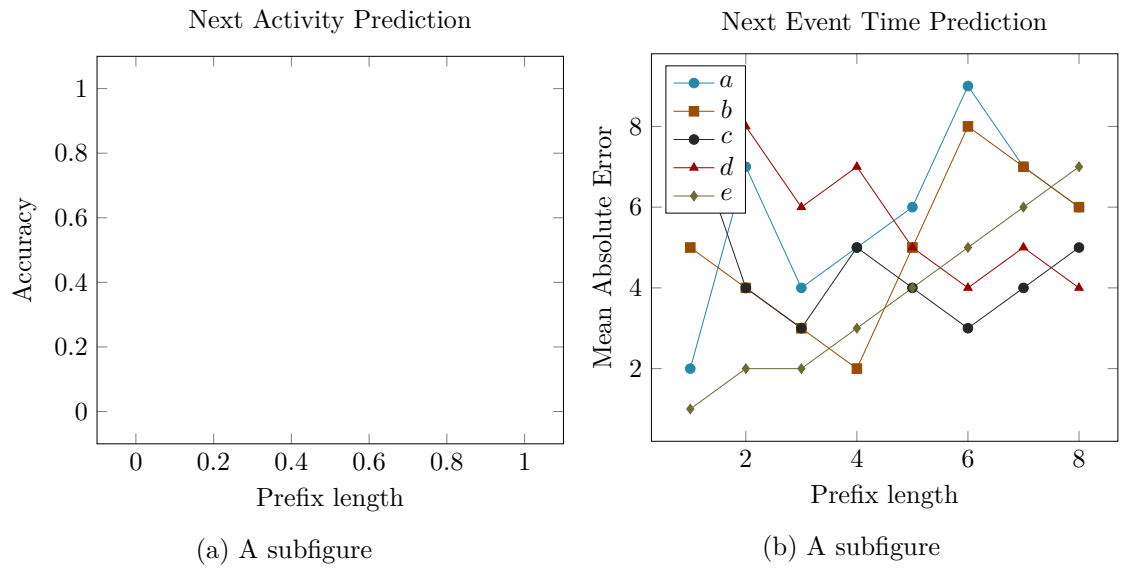 Next Activity Prediction
1
0.8
0.6
0.4
0.2
0
Accuracy
0 0.2 0.4 0.6 0.8 1
Prefix length
(a) A subfigure
Next Event Time Prediction
a
b
c
d
e
8
6
4
2
Mean Absolute Error
2 4 6 8
Prefix length
(b) A subfigure